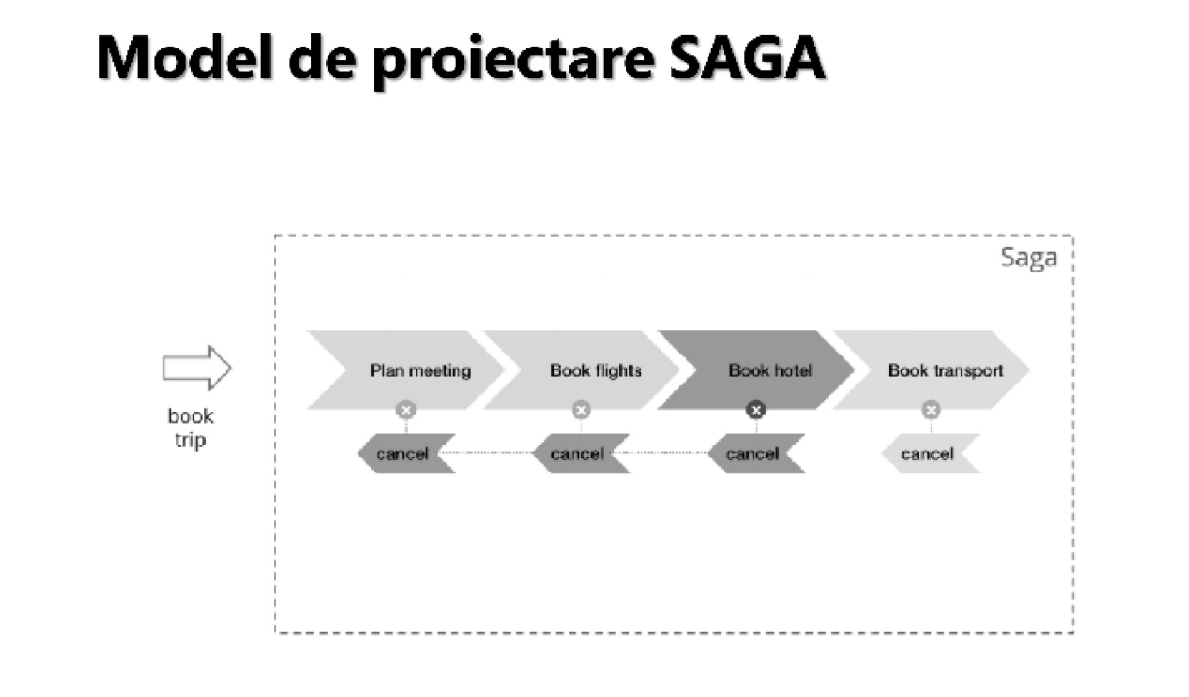 Model de proiectare SAGA
Saga
Plan meeting
Book flights
Book hotel
Book transport
book
trip
cancel
cancel
cancel
cancel